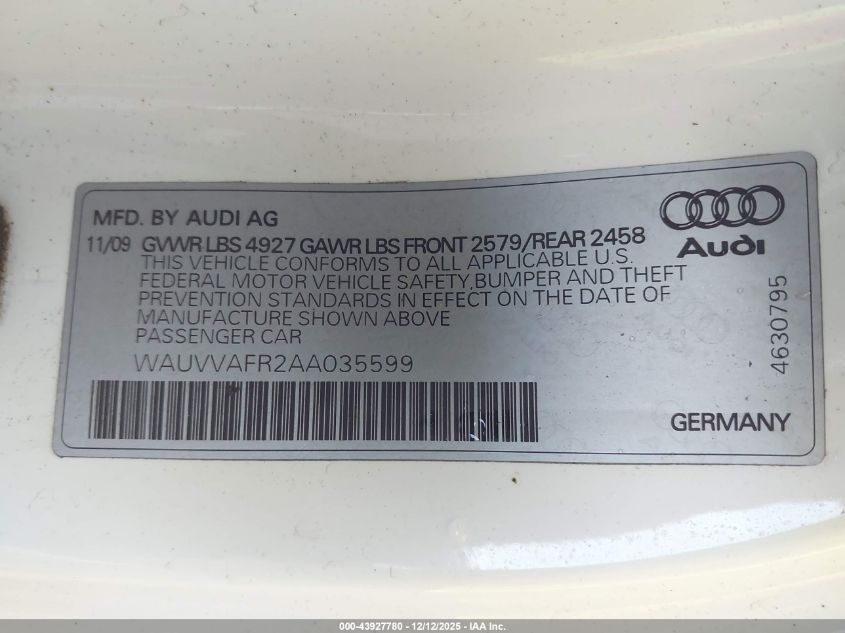 MFD. BY AUDI AG
11/09 GVWR LBS 4927 GAWR LBS FRONT 2579/REAR 2458
THIS VEHICLE CONFORMS TO ALL APPLICABLE U.S.
FEDERAL MOTOR VEHICLE SAFETY,BUMPER AND THEFT
PREVENTION STANDARDS IN EFFECT ON THE DATE OF
MANUFACTURE SHOWN ABOVE
PASSENGER CAR
WAUVVAFR2AA035599
Audi
4630795
GERMANY
000-43927780 - 12/12/2025 - IAA Inc.